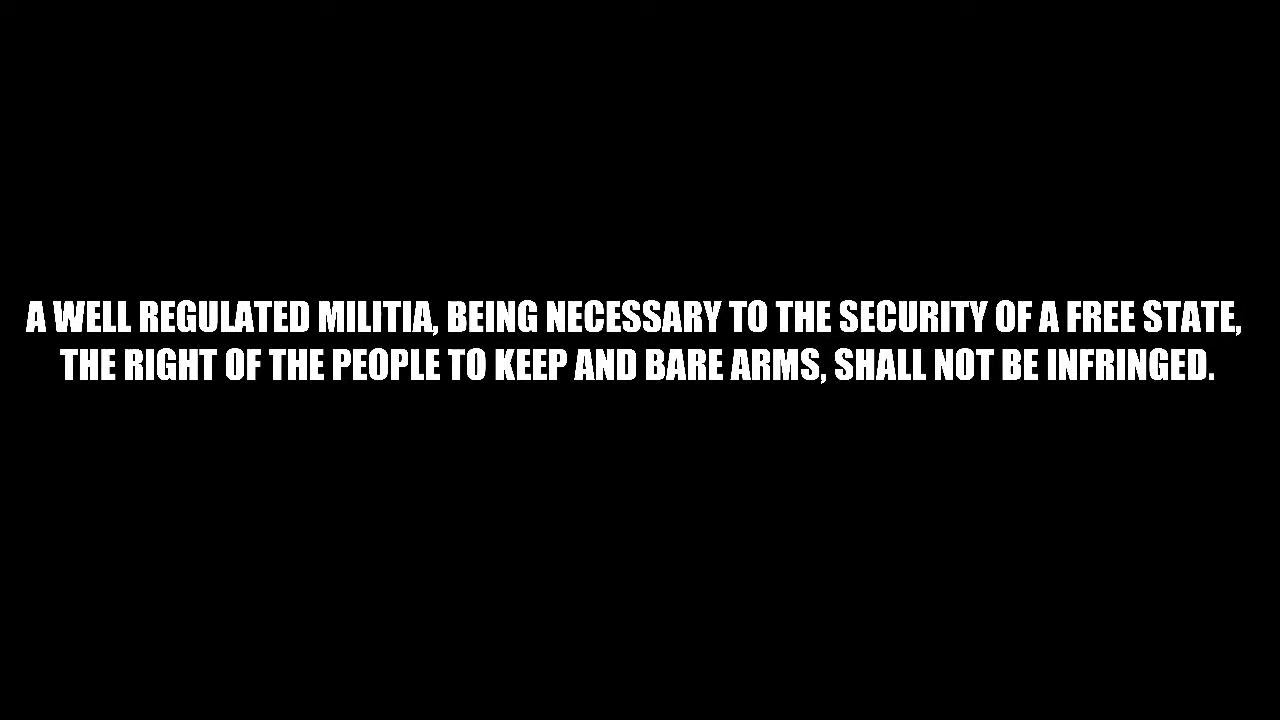 A WELL REGULATED MILITIA, BEING NECESSARY TO THE SECURITY OF A FREE STATE,
THE RIGHT OF THE PEOPLE TO KEEP AND BARE ARMS, SHALL NOT BE INFRINGED.